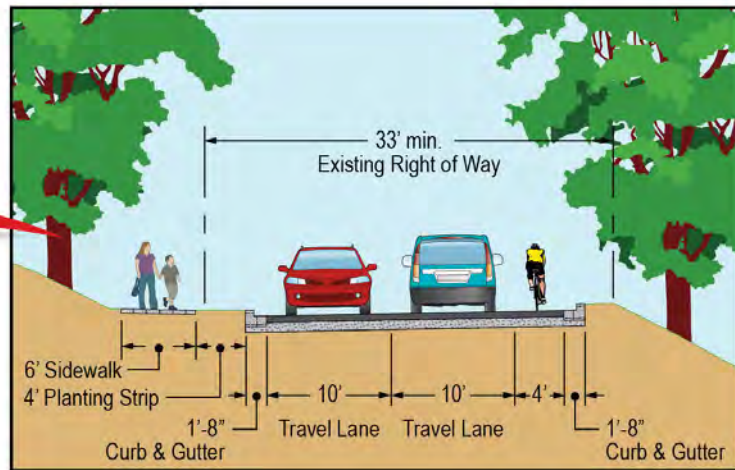 33' min.
Existing Right of Way
6' Sidewalk
4' Planting Strip
10'
10'
4'
1'-8"
Travel Lane
Travel Lane
1'-8"
Curb & Gutter
Curb & Gutter